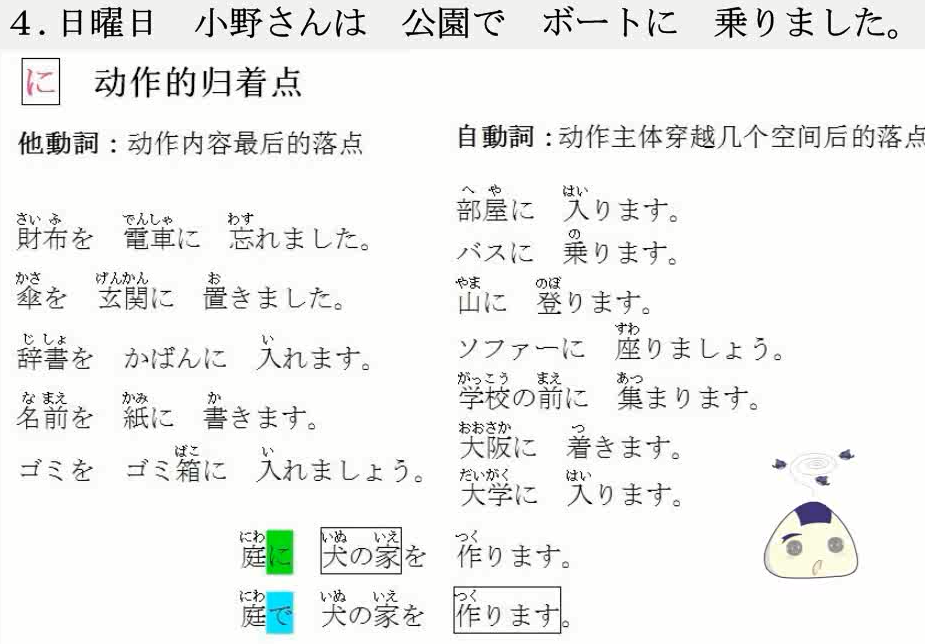 4．日曜日　小野さんは　公園で　ボートに　乗りました。
に　动作的归着点
他動詞：动作内容最后的落点
さいふ　でんしゃ　わす
財布を　電車に　忘れました。
かさ　げんかん　お
傘を　玄関に　置きました。
じしょ　い
辞書を　かばんに　入れます。
なまえ　かみ　か
名前を　紙に　書きます。
ばこ　い
ゴミを　ゴミ箱に　入れましょう。
自動詞：动作主体穿越几个空间后的落点
へや　はい
部屋に　入ります。
の
バスに　乗ります。
やま　のぼ
山に　登ります。
すわ
ソファーに　座りましょう。
がっこう　まえ　あつ
学校の前に　集まります。
おおさか　つ
大阪に　着きます。
だいがく　はい
大学に　入ります。
にわ　いぬ　いえ　つく
庭に　犬の家を　作ります。
にわ　いぬ　いえ　つく
庭で　犬の家を　作ります。